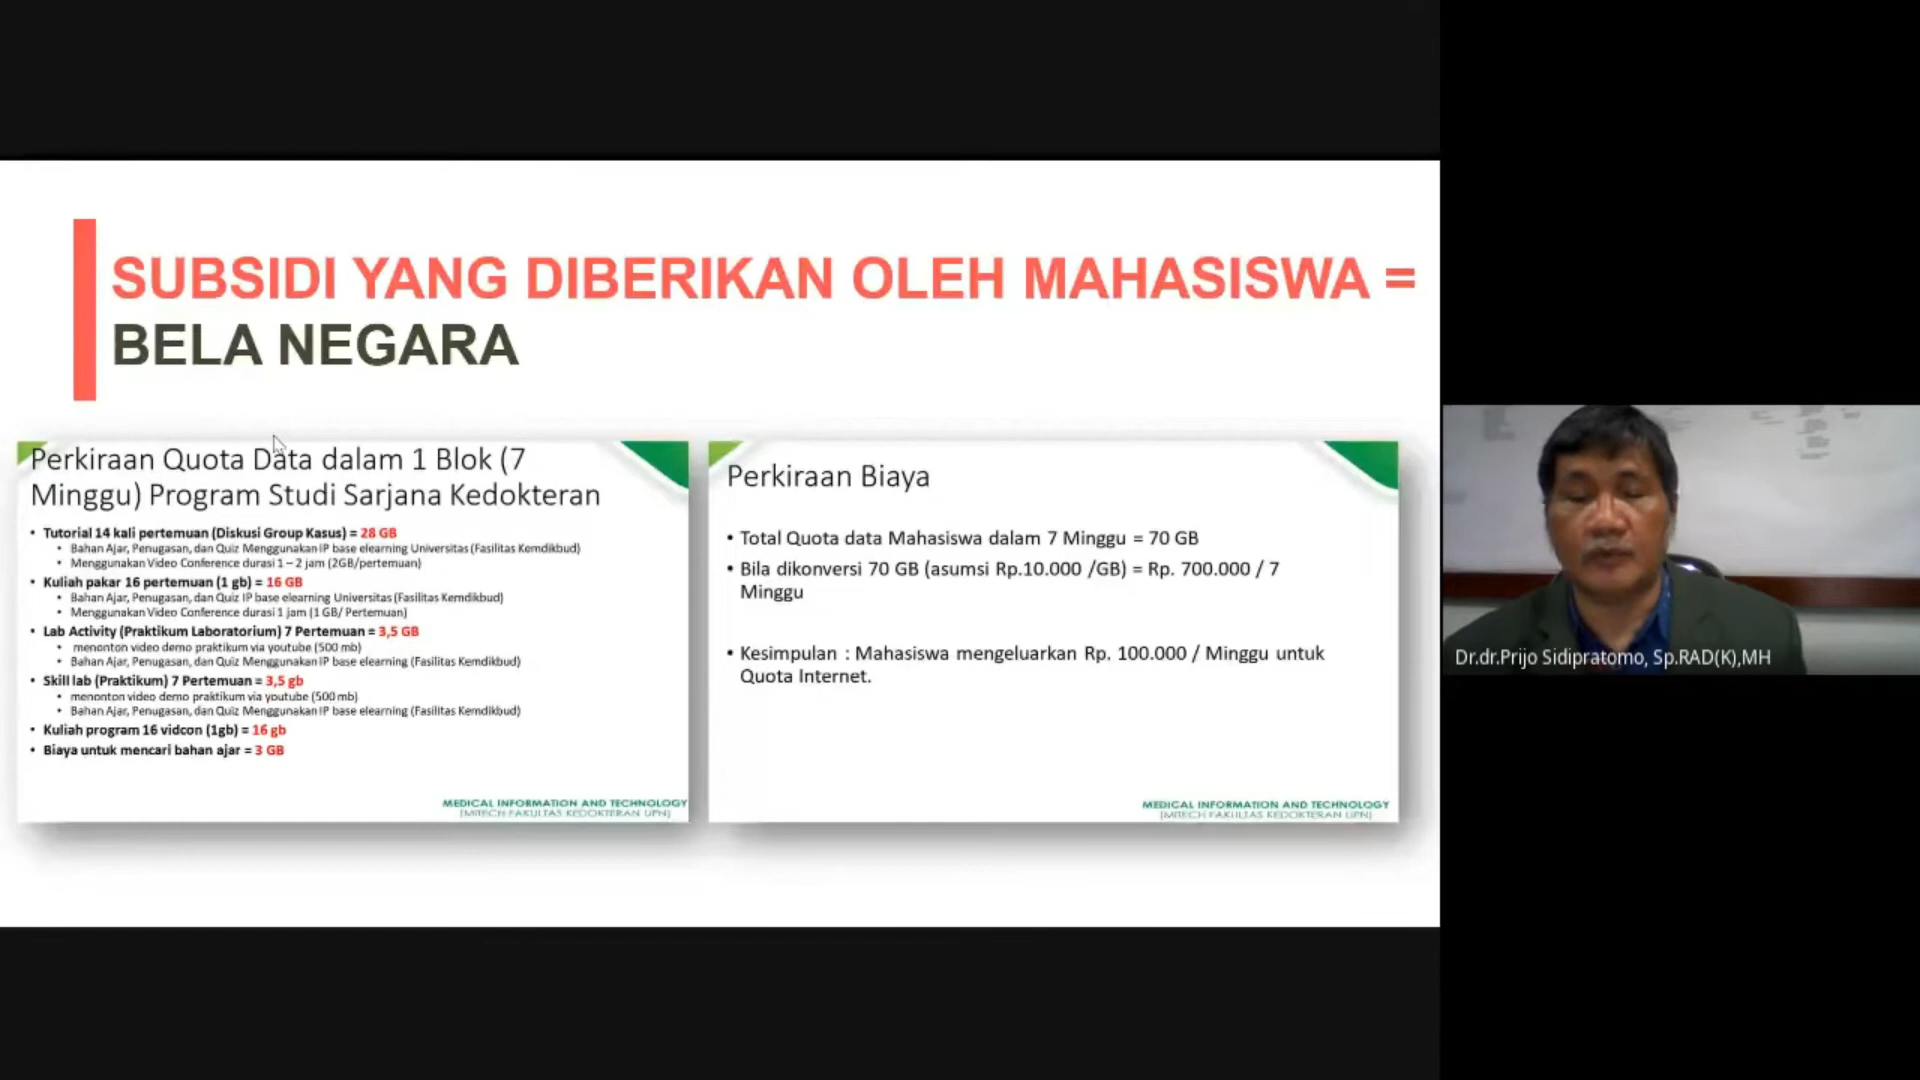 SUBSIDI YANG DIBERIKAN OLEH MAHASISWA =
BELA NEGARA
Perkiraan Quota Data dalam 1 Blok (7
Minggu) Program Studi Sarjana Kedokteran
• Tutorial 14 kali pertemuan (Diskusi Group Kasus) = 28 GB
• Bahan Ajar, Penugasan, dan Quiz Menggunakan IP base elearning Universitas (Fasilitas Kemdikbud)
• Menggunakan Video Conference durasi 1 – 2 jam (2GB/pertemuan)
• Kuliah pakar 16 pertemuan (1 gb) = 16 GB
• Bahan Ajar, Penugasan, dan Quiz IP base elearning Universitas (Fasilitas Kemdikbud)
• Menggunakan Video Conference durasi 1 jam (1 GB/ Pertemuan)
• Lab Activity (Praktikum Laboratorium) 7 Pertemuan = 3,5 GB
• menonton video demo praktikum via youtube (500 mb)
• Bahan Ajar, Penugasan, dan Quiz Menggunakan IP base elearning (Fasilitas Kemdikbud)
• Skill lab (Praktikum) 7 Pertemuan = 3,5 gb
• menonton video demo praktikum via youtube (500 mb)
• Bahan Ajar, Penugasan, dan Quiz Menggunakan IP base elearning (Fasilitas Kemdikbud)
• Kuliah program 16 vidcon (1gb) = 16 gb
• Biaya untuk mencari bahan ajar = 3 GB
MEDICAL INFORMATION AND TECHNOLOGY
(MITECH FAKULTAS KEDOKTERAN UPN)
Perkiraan Biaya
• Total Quota data Mahasiswa dalam 7 Minggu = 70 GB
• Bila dikonversi 70 GB (asumsi Rp.10.000 /GB) = Rp. 700.000 / 7
Minggu
• Kesimpulan : Mahasiswa mengeluarkan Rp. 100.000 / Minggu untuk
Quota Internet.
MEDICAL INFORMATION AND TECHNOLOGY
(MITECH FAKULTAS KEDOKTERAN UPN)
Dr.dr.Prijo Sidipratomo, Sp.RAD(K),MH